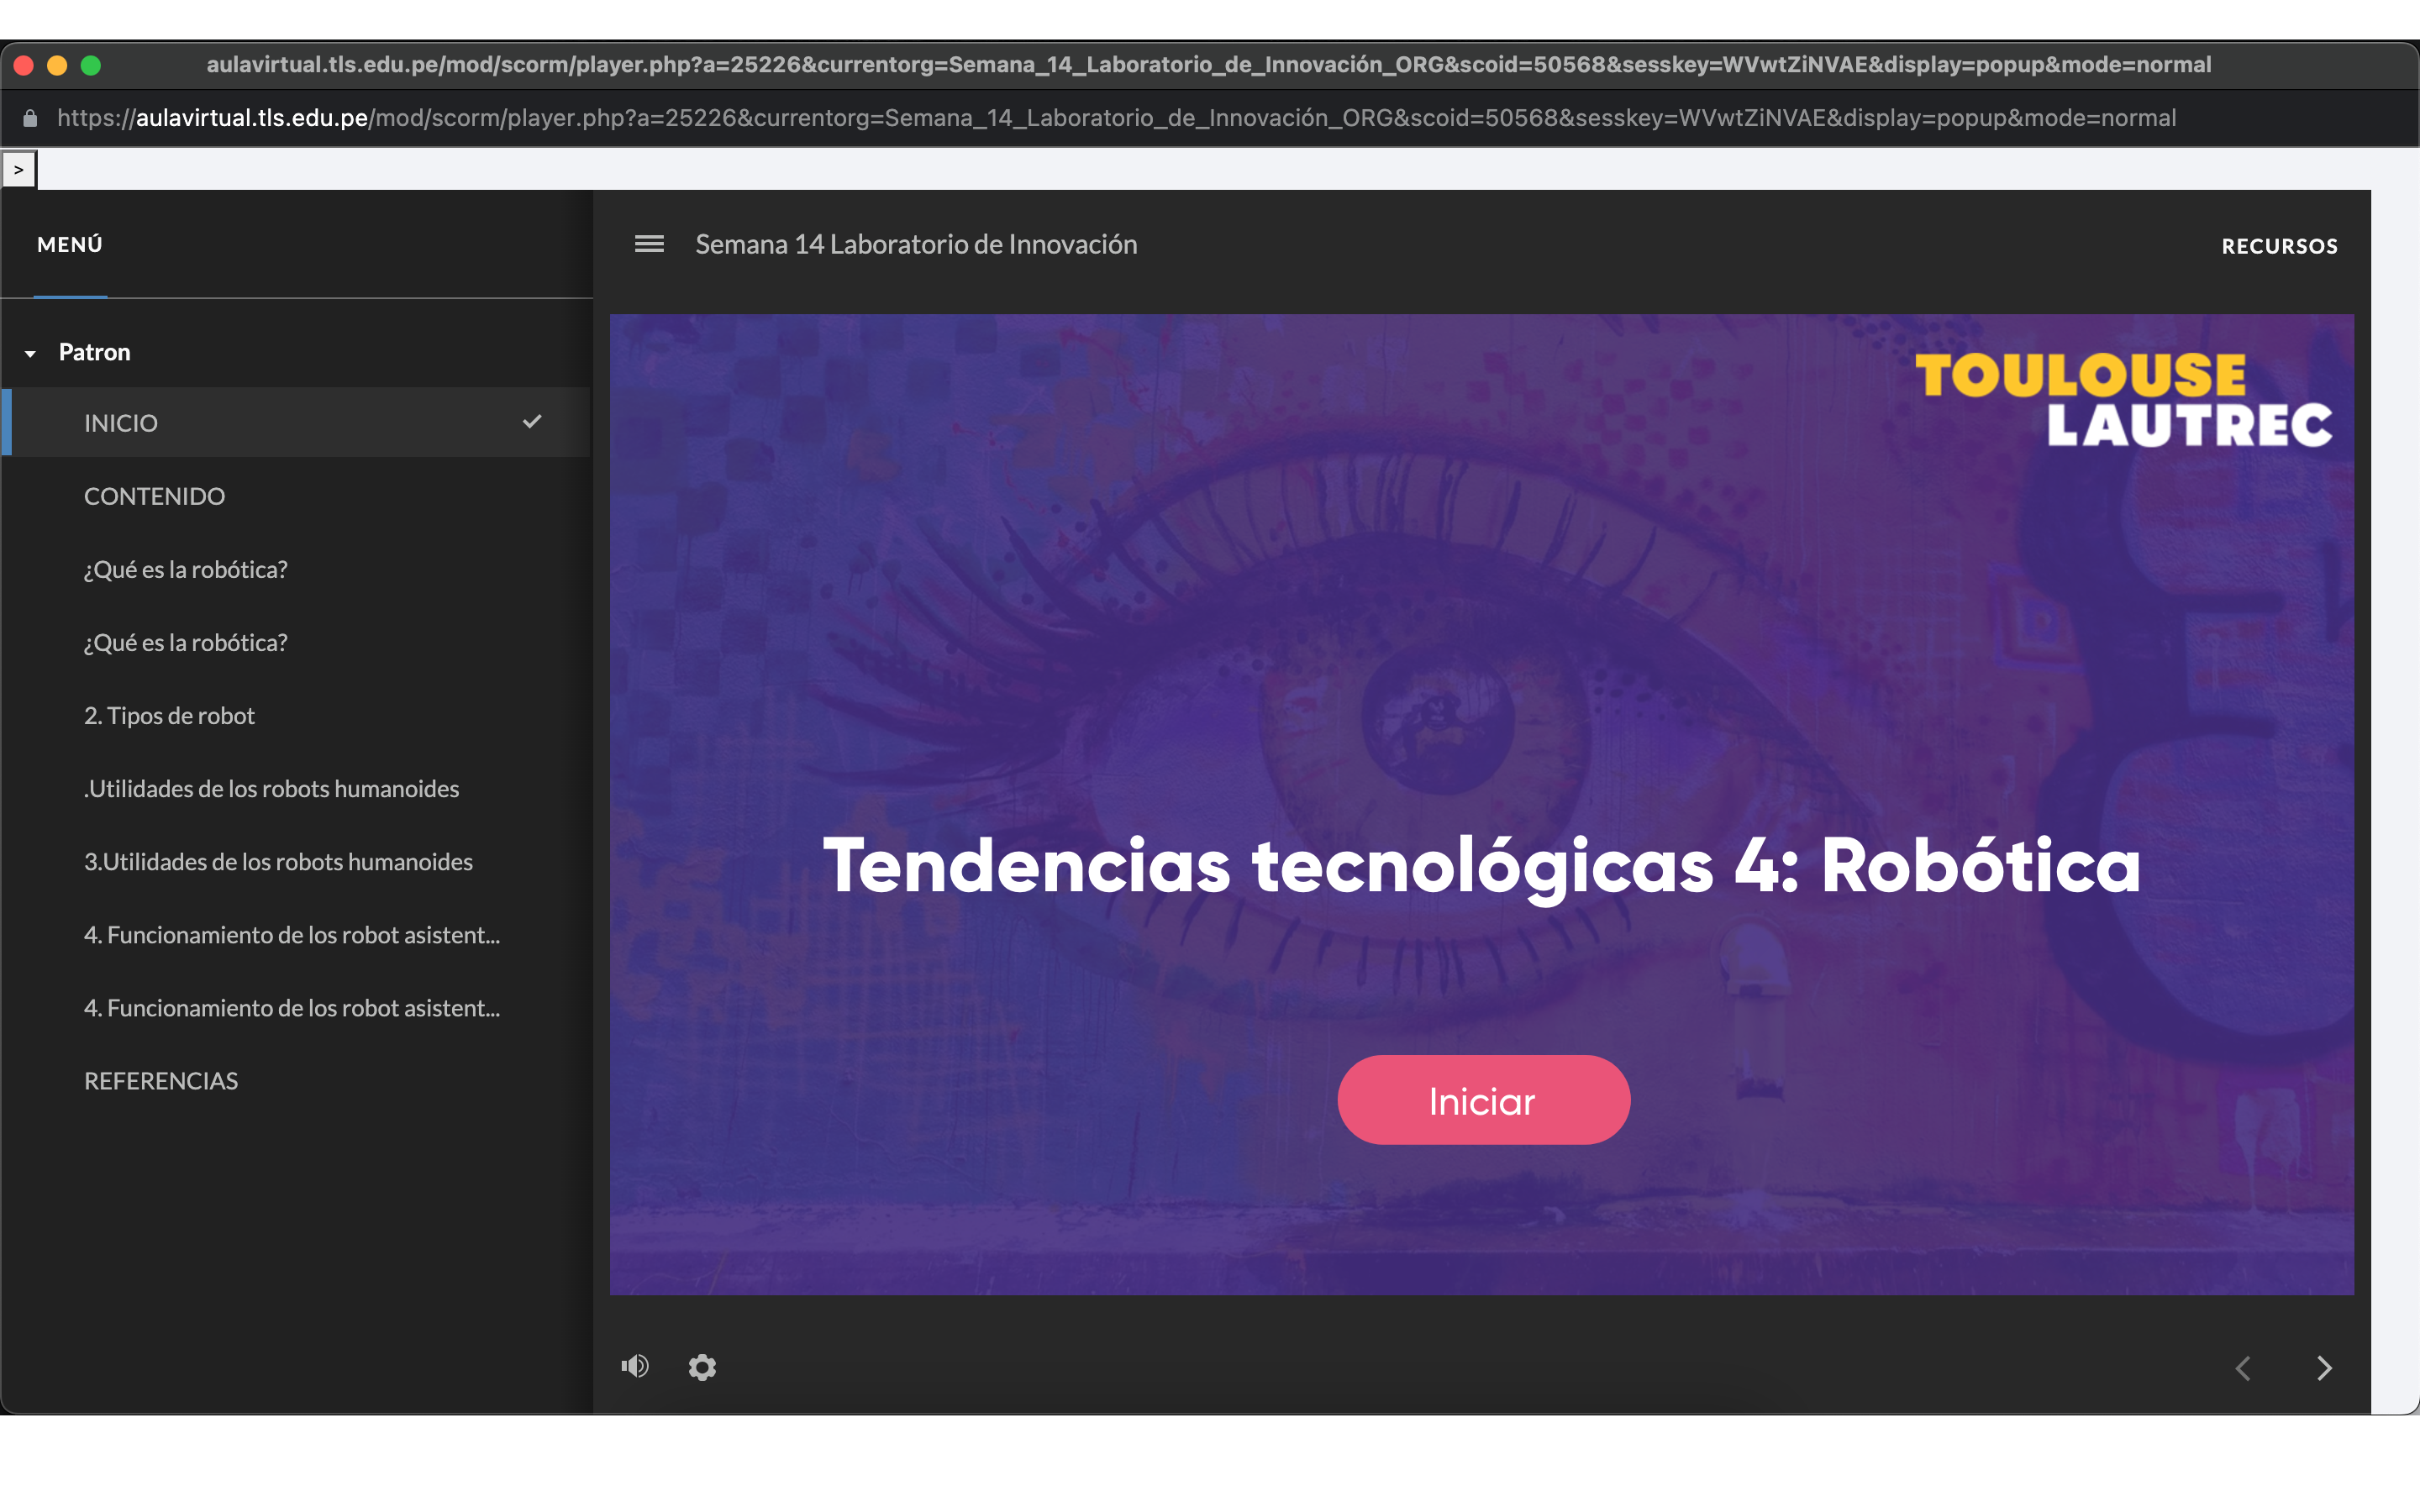 aulavirtual.tls.edu.pe/mod/scorm/player.php?a=25226&currentorg=Semana_14_Laboratorio_de_Innovación_ORG&scoid=50568&sesskey=WVwtZiNVAE&display=popup&mode=normal
https://aulavirtual.tls.edu.pe/mod/scorm/player.php?a=25226&currentorg=Semana_14_Laboratorio_de_Innovación_ORG&scoid=50568&sesskey=WVwtZiNVAE&display=popup&mode=normal
>
MENÚ
Patron
INICIO
CONTENIDO
¿Qué es la robótica?
¿Qué es la robótica?
2. Tipos de robot
.Utilidades de los robots humanoides
3.Utilidades de los robots humanoides
4. Funcionamiento de los robot asistent...
4. Funcionamiento de los robot asistent...
REFERENCIAS
Semana 14 Laboratorio de Innovación
RECURSOS
TOULOUSE
LAUTREC
Tendencias tecnológicas 4: Robótica
Iniciar